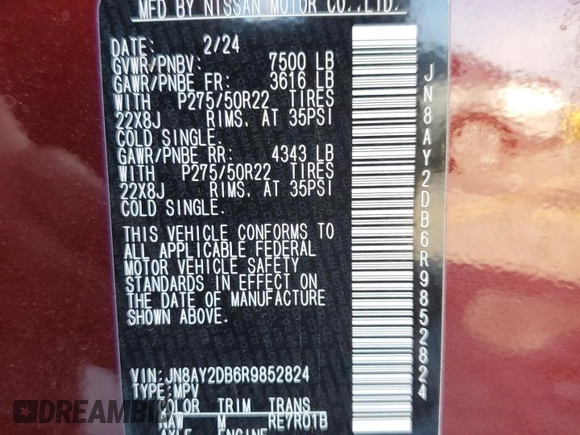 MFD BY NISSAN MOTOR CO.,LTD.
DATE: 2/24
GVWR/PNBV: 7500 LB
GAWR/PNBE FR: 3616 LB
WITH P275/50R22 TIRES
22X8J RIMS. AT 35PSI
COLD SINGLE.
GAWR/PNBE RR: 4343 LB
WITH P275/50R22 TIRES
22X8J RIMS. AT 35PSI
COLD SINGLE.
THIS VEHICLE CONFORMS TO
ALL APPLICABLE FEDERAL
MOTOR VEHICLE SAFETY
STANDARDS IN EFFECT ON
THE DATE OF MANUFACTURE
SHOWN ABOVE.
VIN:JN8AY2DB6R9852824
TYPE:MPV
COLOR TRIM TRANS
NAW M RE7R01B
AXLE ENGINE
JN8AY2DB6R9852824